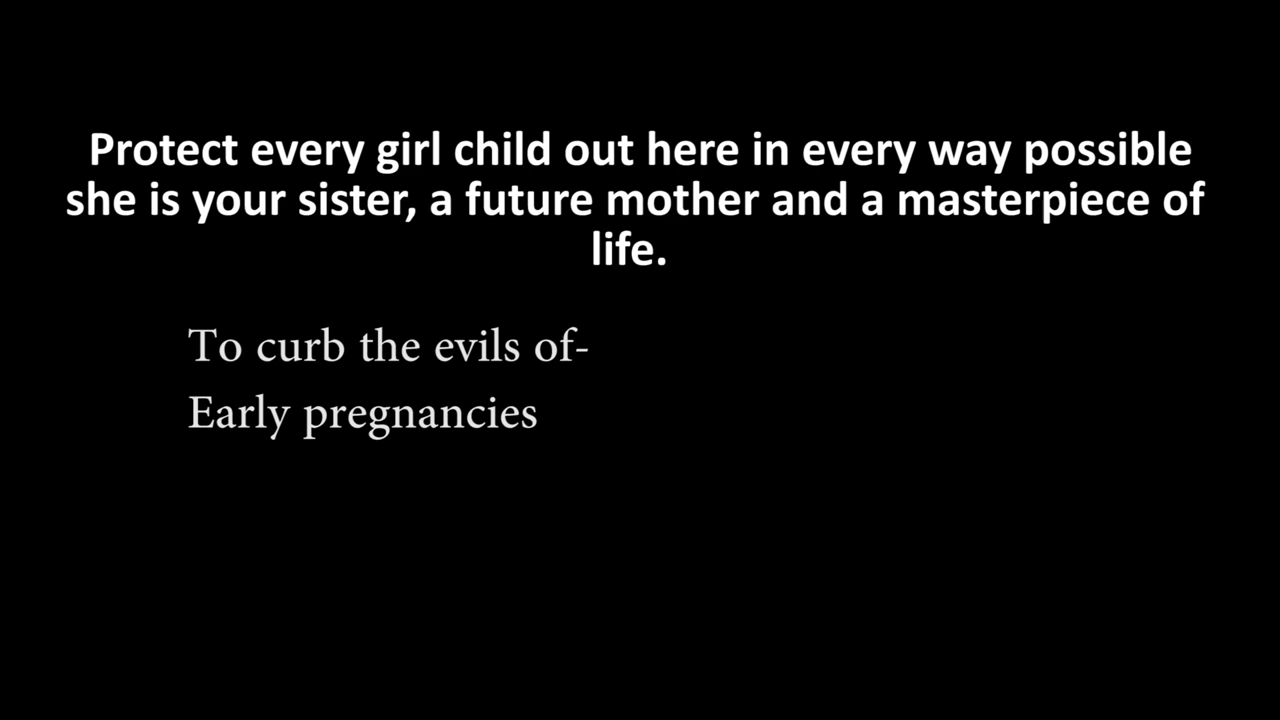 Protect every girl child out here in every way possible
she is your sister, a future mother and a masterpiece of
life.
To curb the evils of-
Early pregnancies